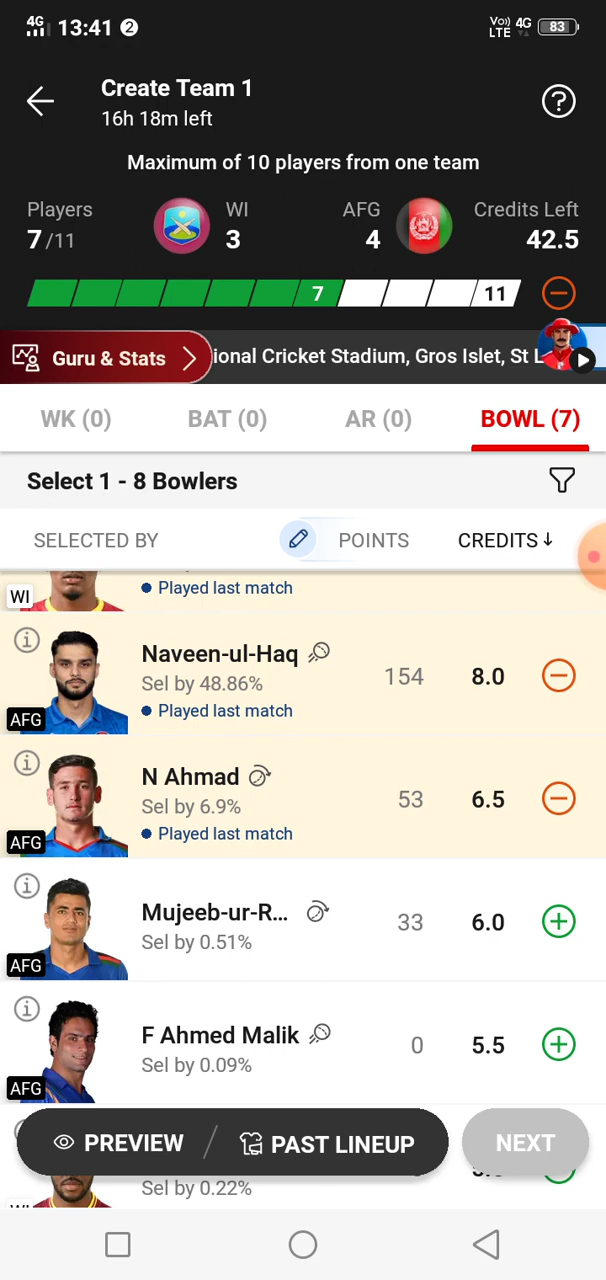 4G 13:41 2 Vo)) LTE 4G 83
Create Team 1
16h 18m left
?
Maximum of 10 players from one team
Players WI AFG Credits Left
7/11 3 4 42.5
7 11
Guru & Stats ional Cricket Stadium, Gros Islet, St L
WK (0) BAT (0) AR (0) BOWL (7)
Select 1 - 8 Bowlers
SELECTED BY POINTS CREDITS↓
WI
Played last match
Naveen-ul-Haq
Sel by 48.86% 154 8.0
AFG Played last match
N Ahmad
Sel by 6.9% 53 6.5
AFG Played last match
Mujeeb-ur-R...
Sel by 0.51% 33 6.0
AFG
F Ahmed Malik
Sel by 0.09% 0 5.5
AFG
PREVIEW / PAST LINEUP NEXT
Sel by 0.22%